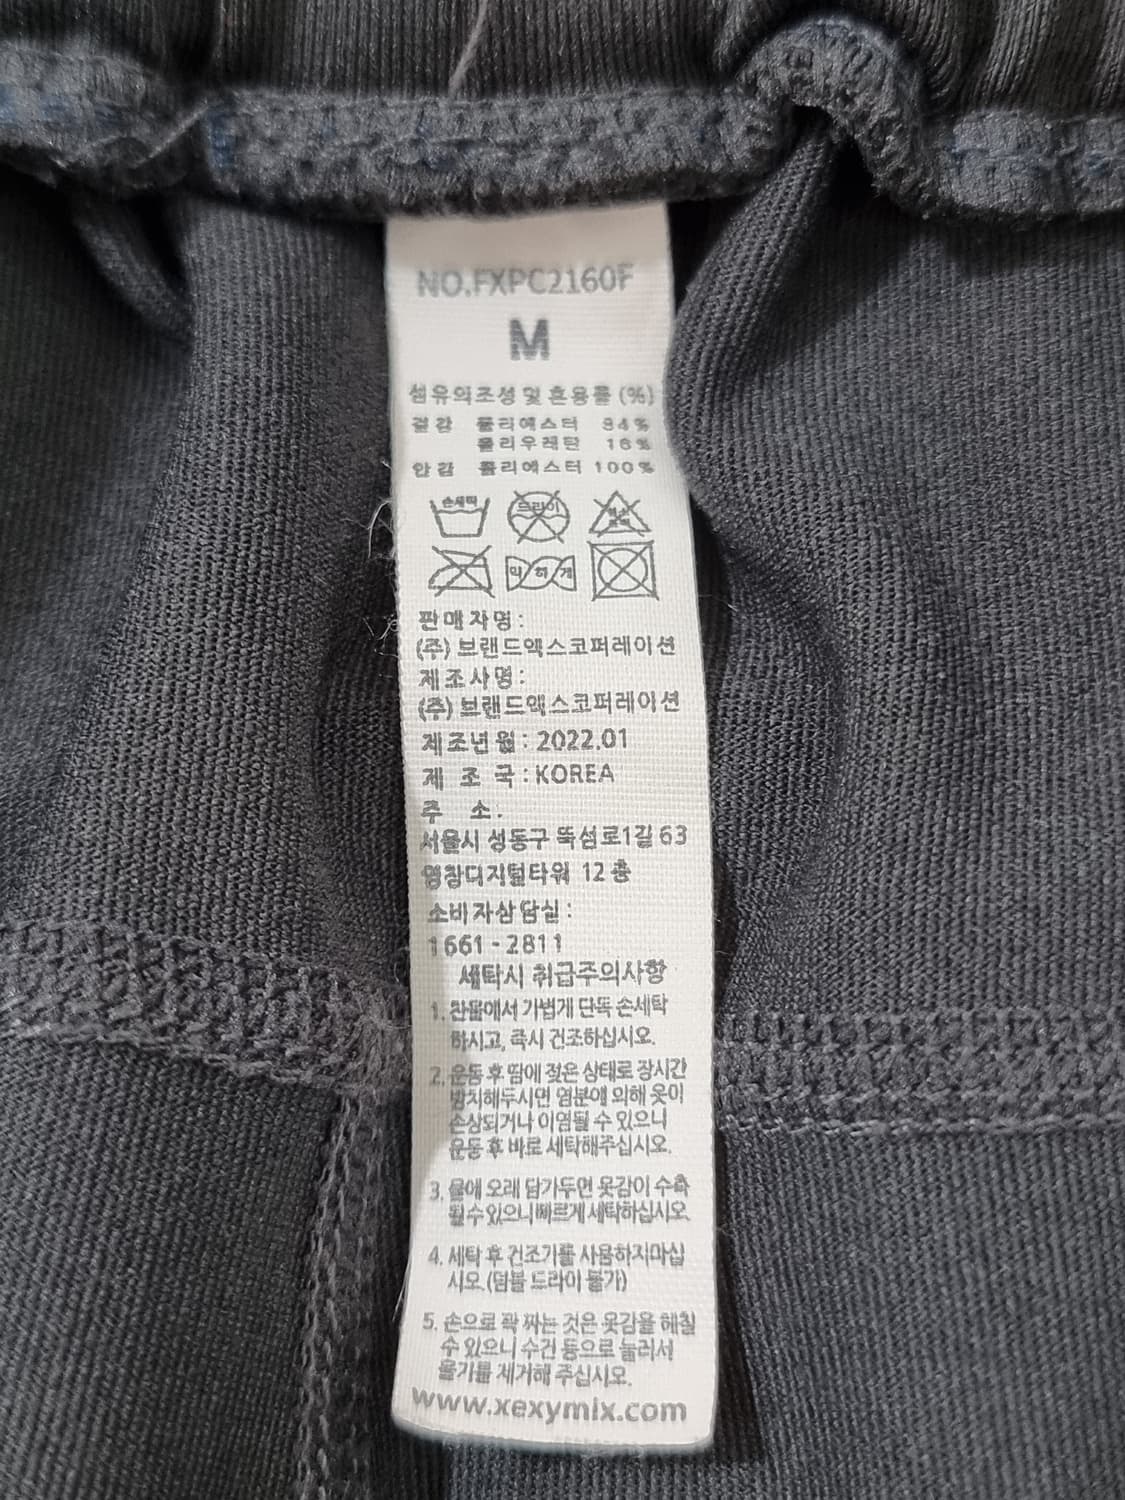 NO.FXPC2160F
M
섬유의조성 및 혼용률 (%)
겉감 폴리에스터 84%
폴리우레탄 16%
안감 폴리에스터 100%
손세탁 드라이
약하게
판매자명:
(주) 브랜드엑스코퍼레이션
제조사명:
(주) 브랜드엑스코퍼레이션
제조년월: 2022.01
제 조 국: KOREA
주 소.
서울시 성동구 뚝섬로1길 63
영창디지털타워 12 층
소비자상담실:
1661-2811
세탁시 취급주의사항
1. 찬물에서 가볍게 단독 손세탁
하시고, 즉시 건조하십시오.
2. 운동 후 땀에 젖은 상태로 장시간
방치해두시면 염분에 의해 옷이
손상되거나 이염될 수 있으니
운동 후 바로 세탁해주십시오.
3. 물에 오래 담가두면 옷감이 수축
될 수 있으니 빠르게 세탁하십시오.
4. 세탁 후 건조기를 사용하지마십
시오.(텀블 드라이 불가)
5. 손으로 꽉 짜는 것은 옷감을 해칠
수 있으니 수건 등으로 눌러서
물기를 제거해 주십시오.
www.xexymix.com